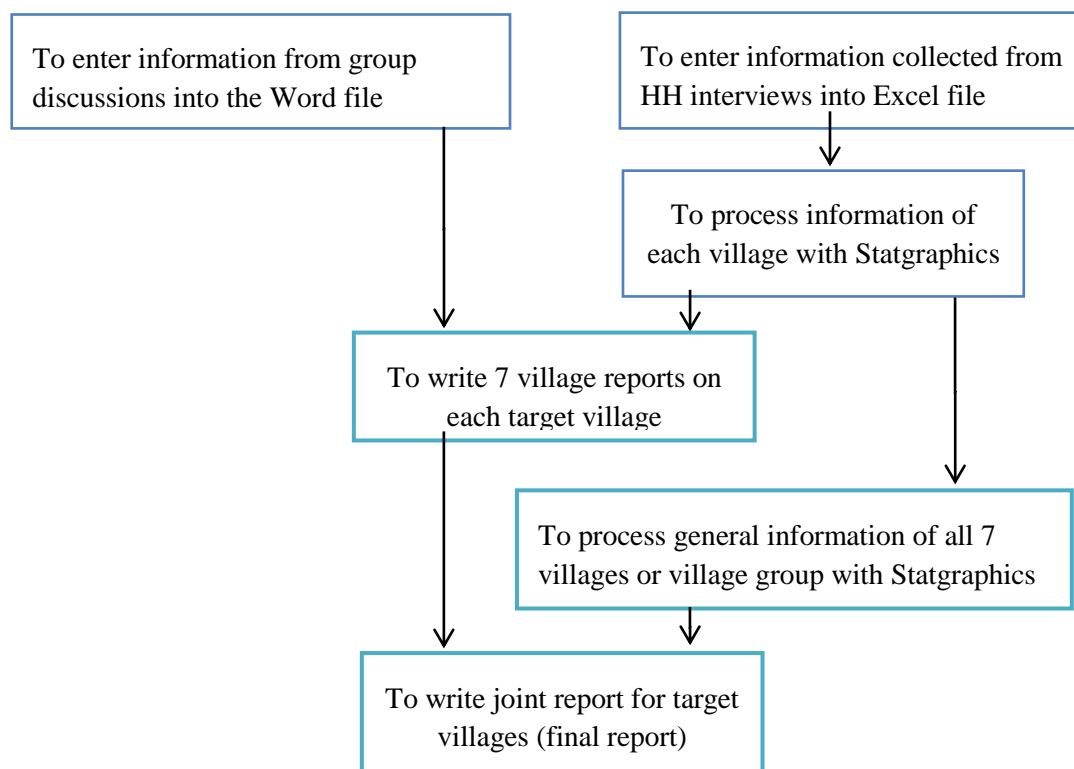 To enter information from group
discussions into the Word file
To enter information collected from
HH interviews into Excel file
To process information of
each village with Statgraphics
To write 7 village reports on
each target village
To process general information of all 7
villages or village group with Statgraphics
To write joint report for target
villages (final report)